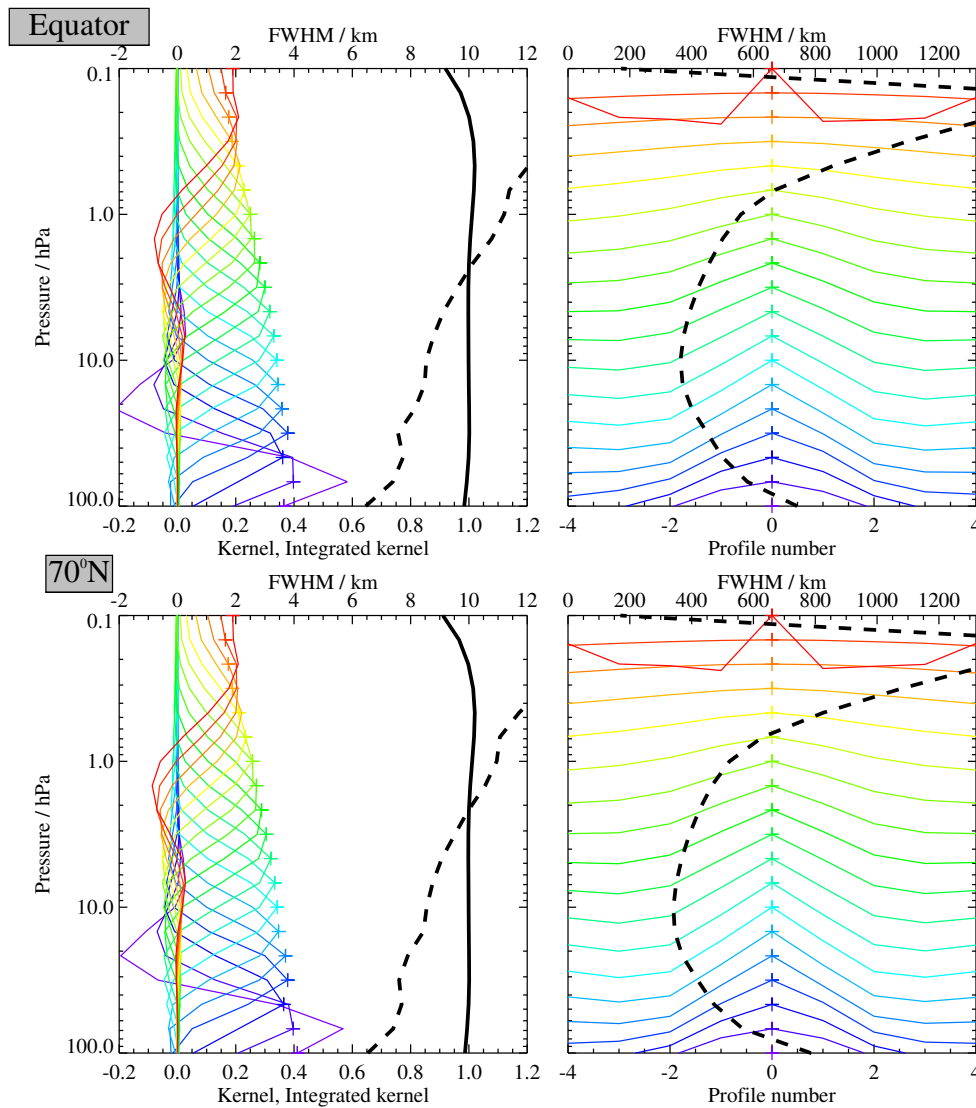 Equator
FWHM / km
FWHM / km
-2 0 2 4 6 8 10 12
0 200 400 600 800 1000 1200
0.1
1.0
10.0
100.0
Pressure / hPa
-0.2 0.0 0.2 0.4 0.6 0.8 1.0 1.2
-4 -2 0 2 4
Kernel, Integrated kernel
Profile number
70⁰N
FWHM / km
FWHM / km
-2 0 2 4 6 8 10 12
0 200 400 600 800 1000 1200
0.1
1.0
10.0
100.0
Pressure / hPa
-0.2 0.0 0.2 0.4 0.6 0.8 1.0 1.2
-4 -2 0 2 4
Kernel, Integrated kernel
Profile number